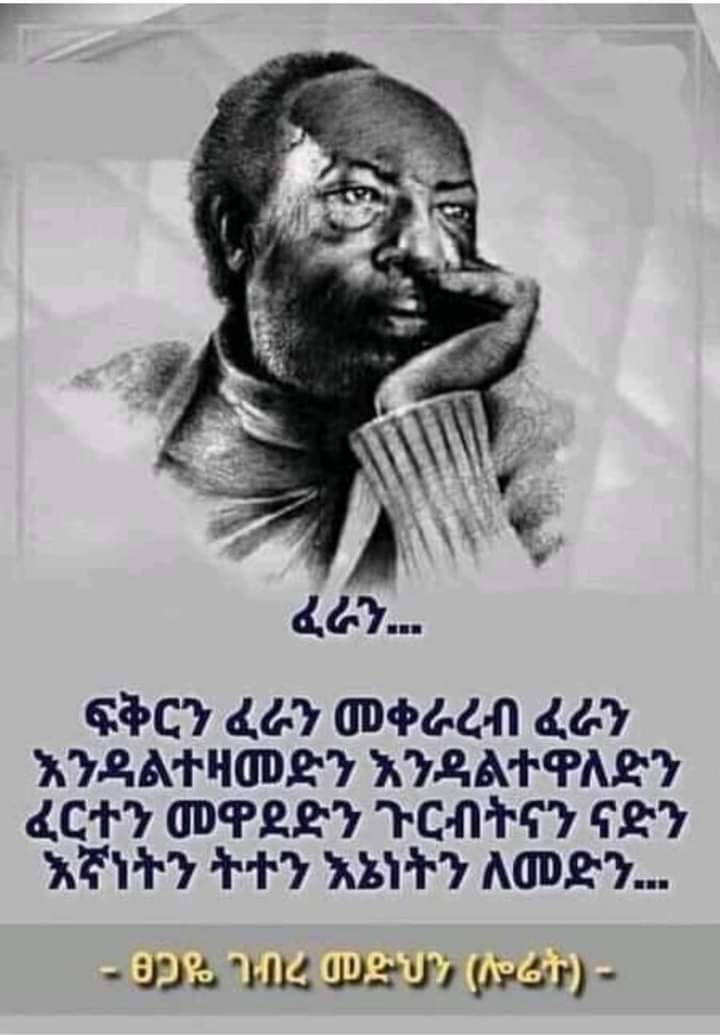 ፈራን...
ፍቅርን ፈራን መቀራረብ ፈራን
እንዳልተዛመድን እንዳልተዋለድን
ፈርተን መዋደድን ጉርብትናን ናድን
እኛነትን ትተን እኔነትን ለመድን...
- ፀጋዬ ገብረ መድህን (ሎሬት) -